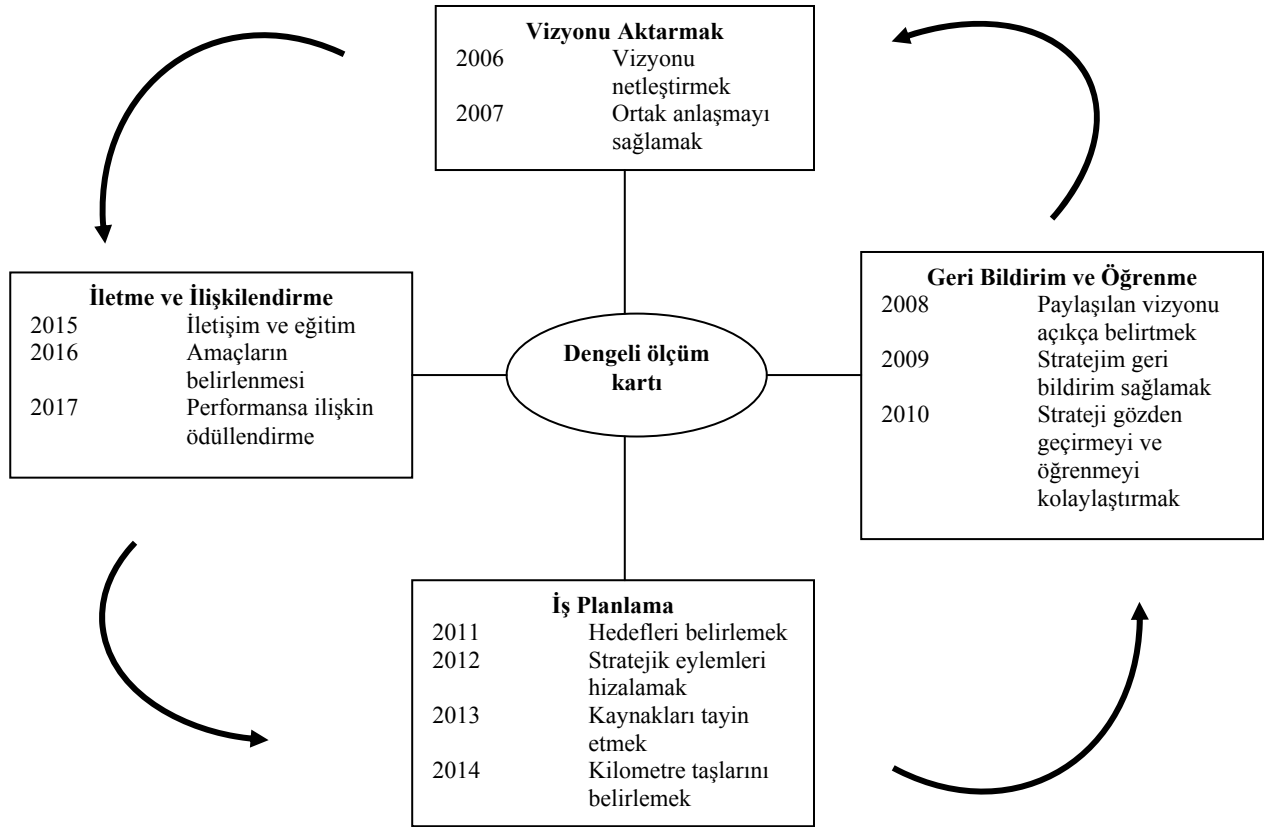 Vizyonu Aktarmak
2006 Vizyonu
netleştirmek
2007 Ortak anlaşmayı
sağlamak
İletme ve İlişkilendirme
2015 İletişim ve eğitim
2016 Amaçların
belirlenmesi
2017 Performansa ilişkin
ödüllendirme
Dengeli ölçüm
kartı
Geri Bildirim ve Öğrenme
2008 Paylaşılan vizyonu
açıkça belirtmek
2009 Stratejim geri
bildirim sağlamak
2010 Strateji gözden
geçirmeyi ve
öğrenmeyi
kolaylaştırmak
İş Planlama
2011 Hedefleri belirlemek
2012 Stratejik eylemleri
hizalamak
2013 Kaynakları tayin
etmek
2014 Kilometre taşlarını
belirlemek